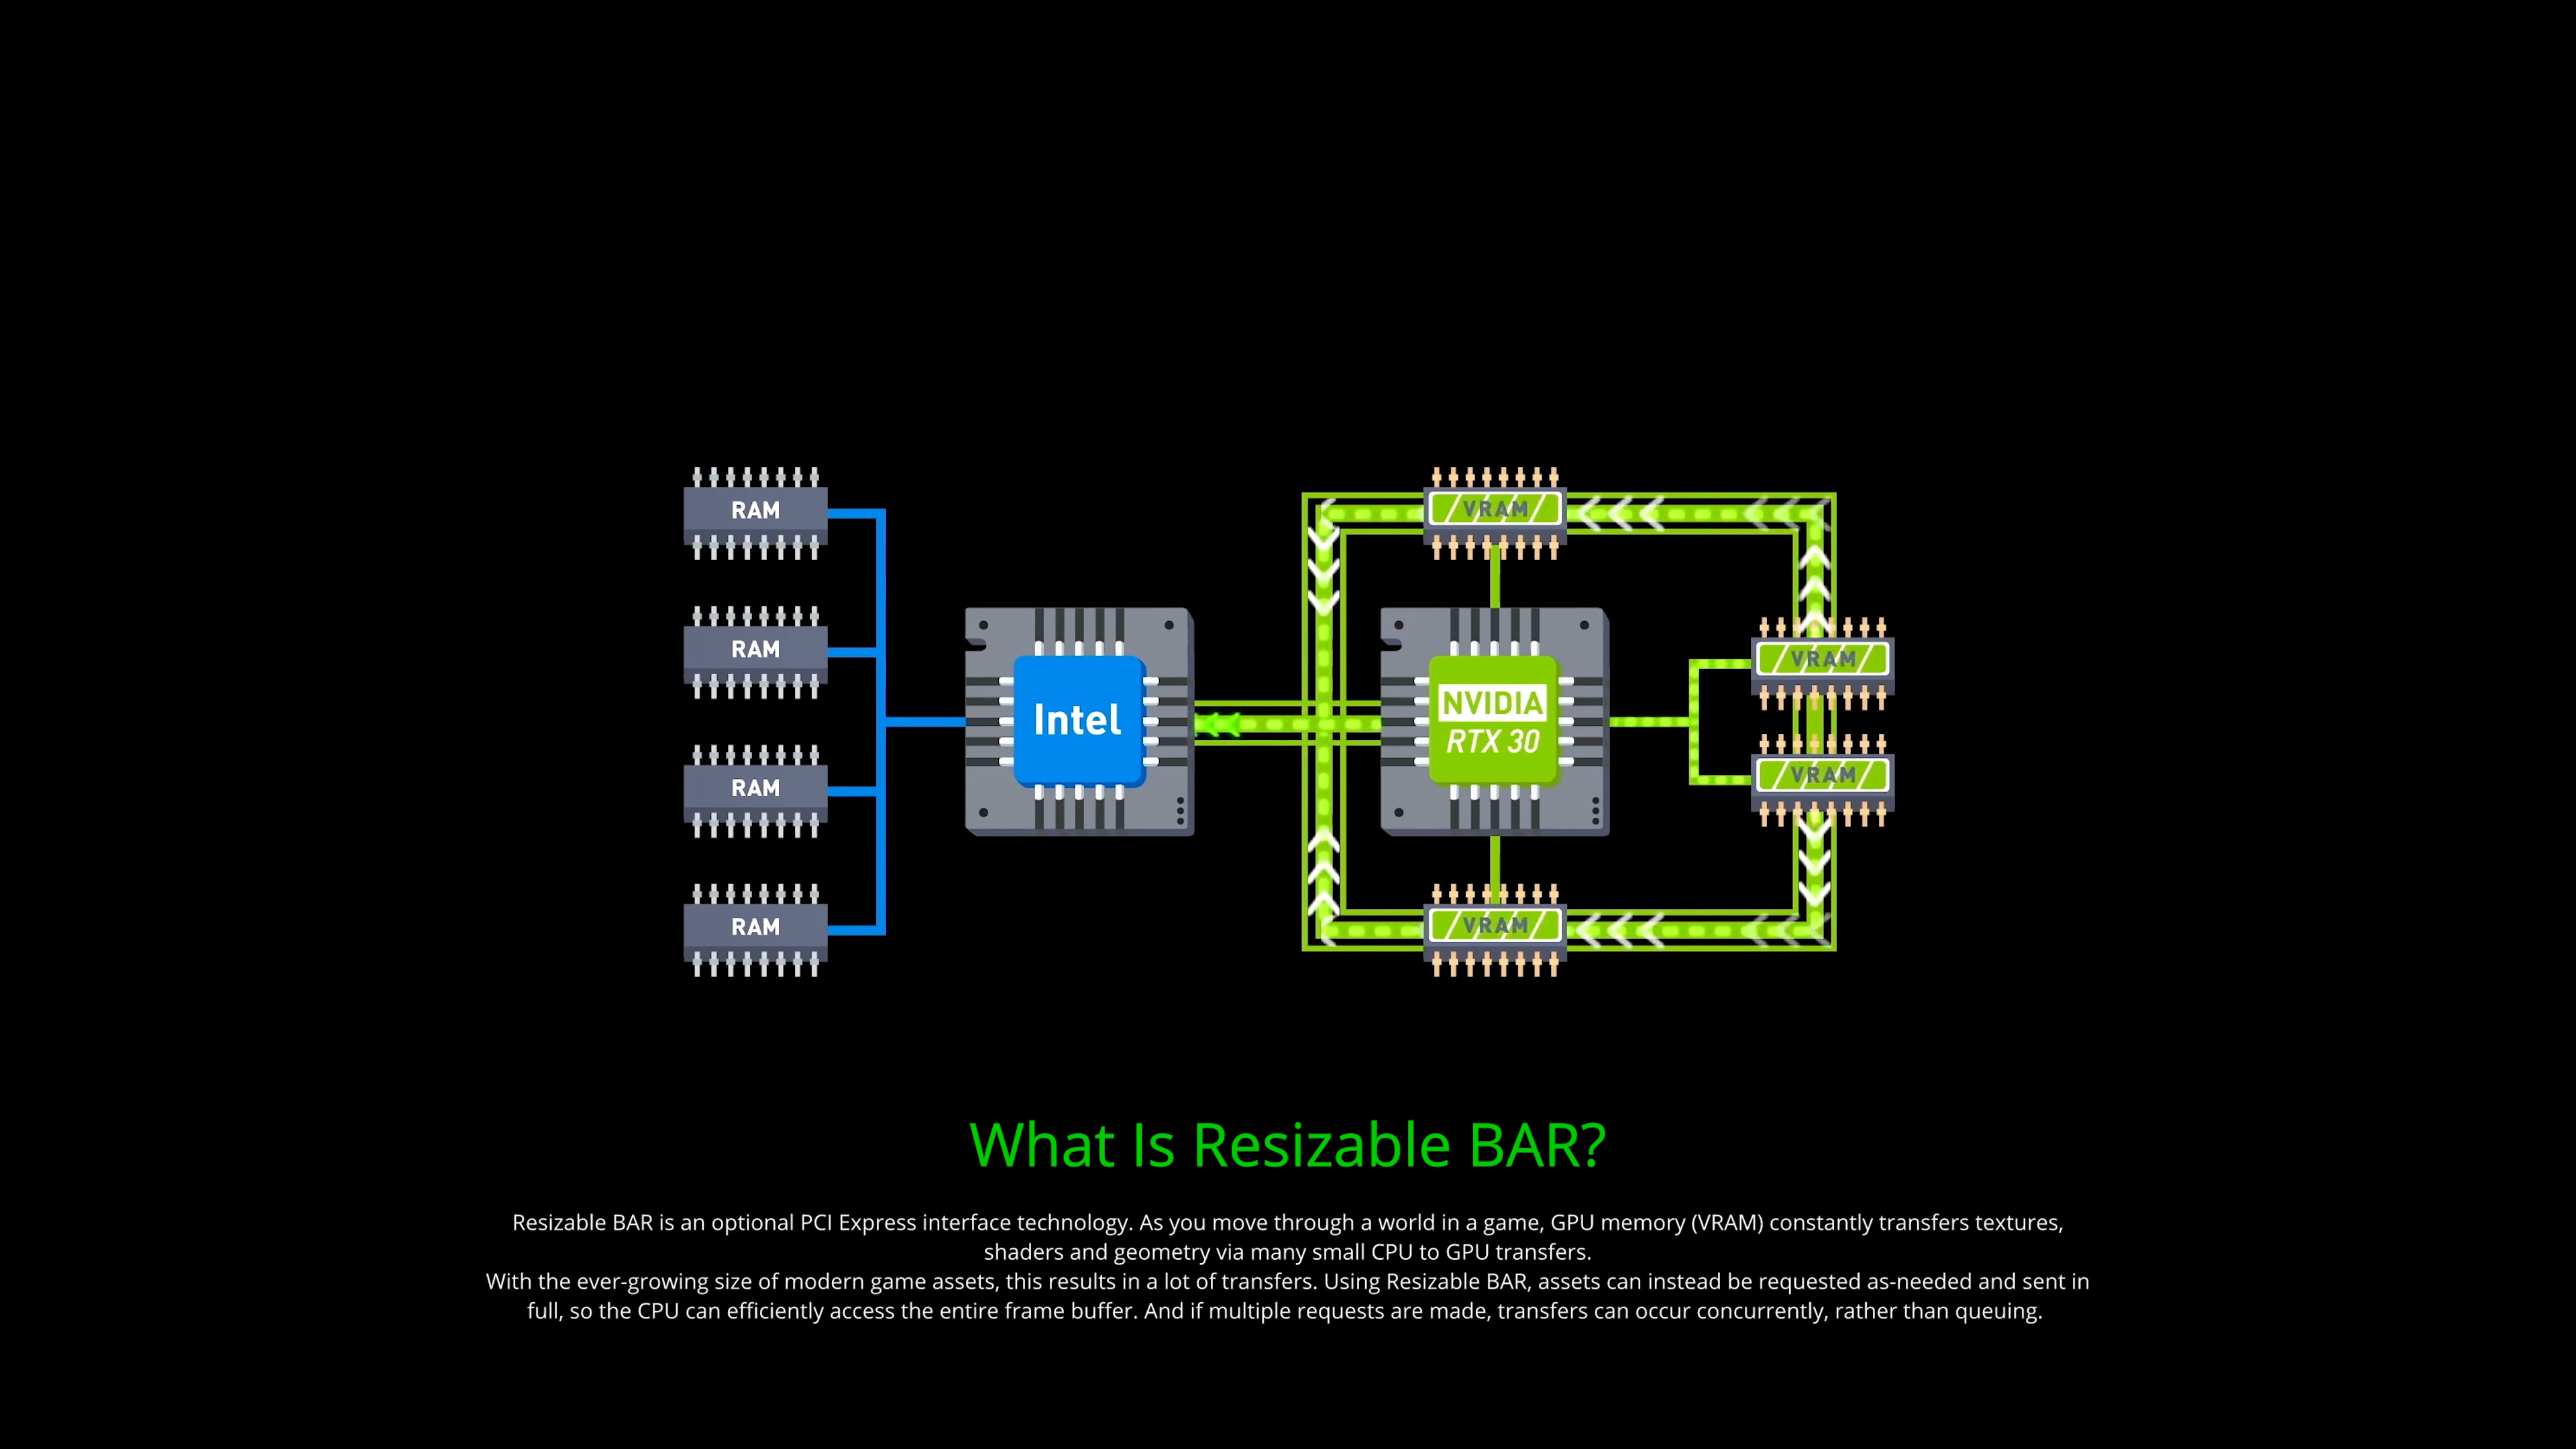 RAM
VRAM
RAM
VRAM
Intel
NVIDIA
RTX 30
RAM
VRAM
RAM
VRAM
What Is Resizable BAR?
Resizable BAR is an optional PCI Express interface technology. As you move through a world in a game, GPU memory (VRAM) constantly transfers textures,
shaders and geometry via many small CPU to GPU transfers.
With the ever-growing size of modern game assets, this results in a lot of transfers. Using Resizable BAR, assets can instead be requested as-needed and sent in
full, so the CPU can efficiently access the entire frame buffer. And if multiple requests are made, transfers can occur concurrently, rather than queuing.